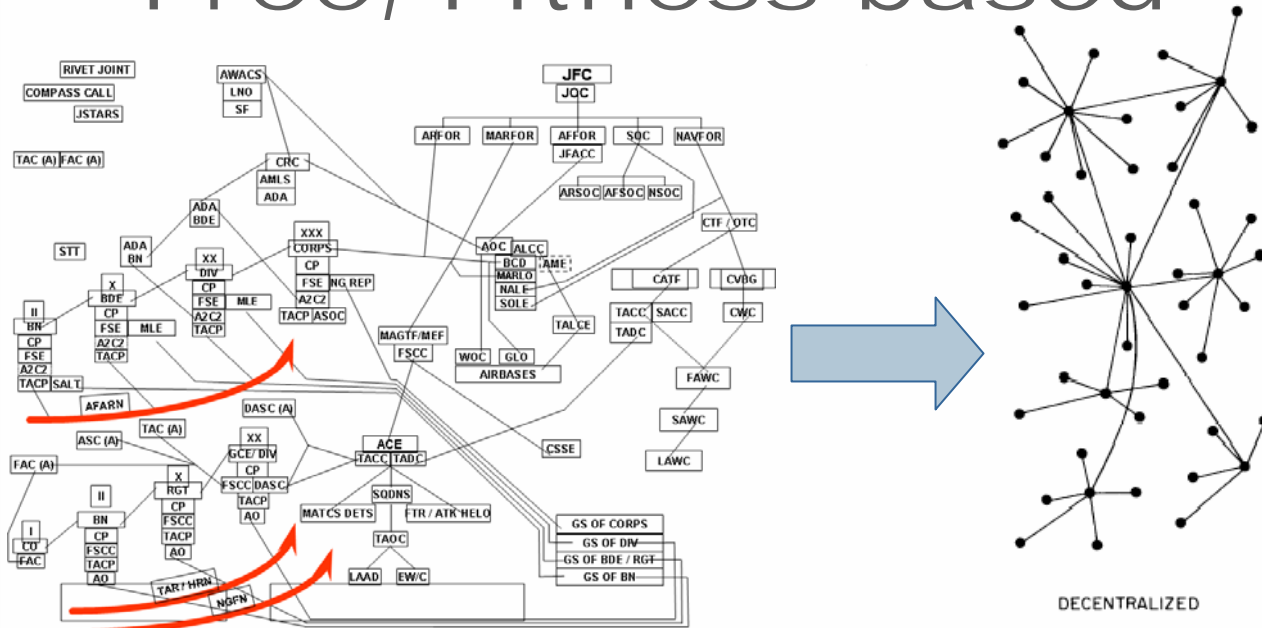 Free, Fitness-based
RIVET JOINT
COMPASS CALL
JSTARS
TAC (A) FAC (A)
AWACS
LNO
SF
JFC
JOC
ARFOR MARFOR AFFOR SOC NAVFOR
JFACC
ARSOC AFSOC NSOC
CRC
AMLS
ADA
ADA
BDE
STT
ADA
BN
XXX
CORPS
CP
FSE NG REP
A2C2
TACP ASOC
XX
DIV
CP
FSE MLE
A2C2
TACP
X
BDE
CP
FSE MLE
A2C2
TACP
II
BN
CP
FSE
A2C2
TACP SALT
AOC ALCC
BCD AME
MARLO
NALE
SOLE
CTF / OTC
CATF CVBG
TACC SACC CWC
TADC
TALCE
MAGTF/MEF
FSCC
WOC GLO
AIRBASES
FAWC
SAWC
LAWC
AFARN
DASC (A)
TAC (A)
ASC (A)
FAC (A)
XX
GCE/ DIV
CP
FSCC DASC
TACP
AO
X
RGT
CP
FSCC
TACP
AO
II
BN
CP
FSCC
TACP
AO
I
CO
FAC
ACE
TACC TADC
CSSE
SQDNS
MATCS DETS FTR / ATK HELO
TAOC
LAAD EW/C
GS OF CORPS
GS OF DIV
GS OF BDE / RGT
GS OF BN
TAR / HRN
NGFN
DECENTRALIZED